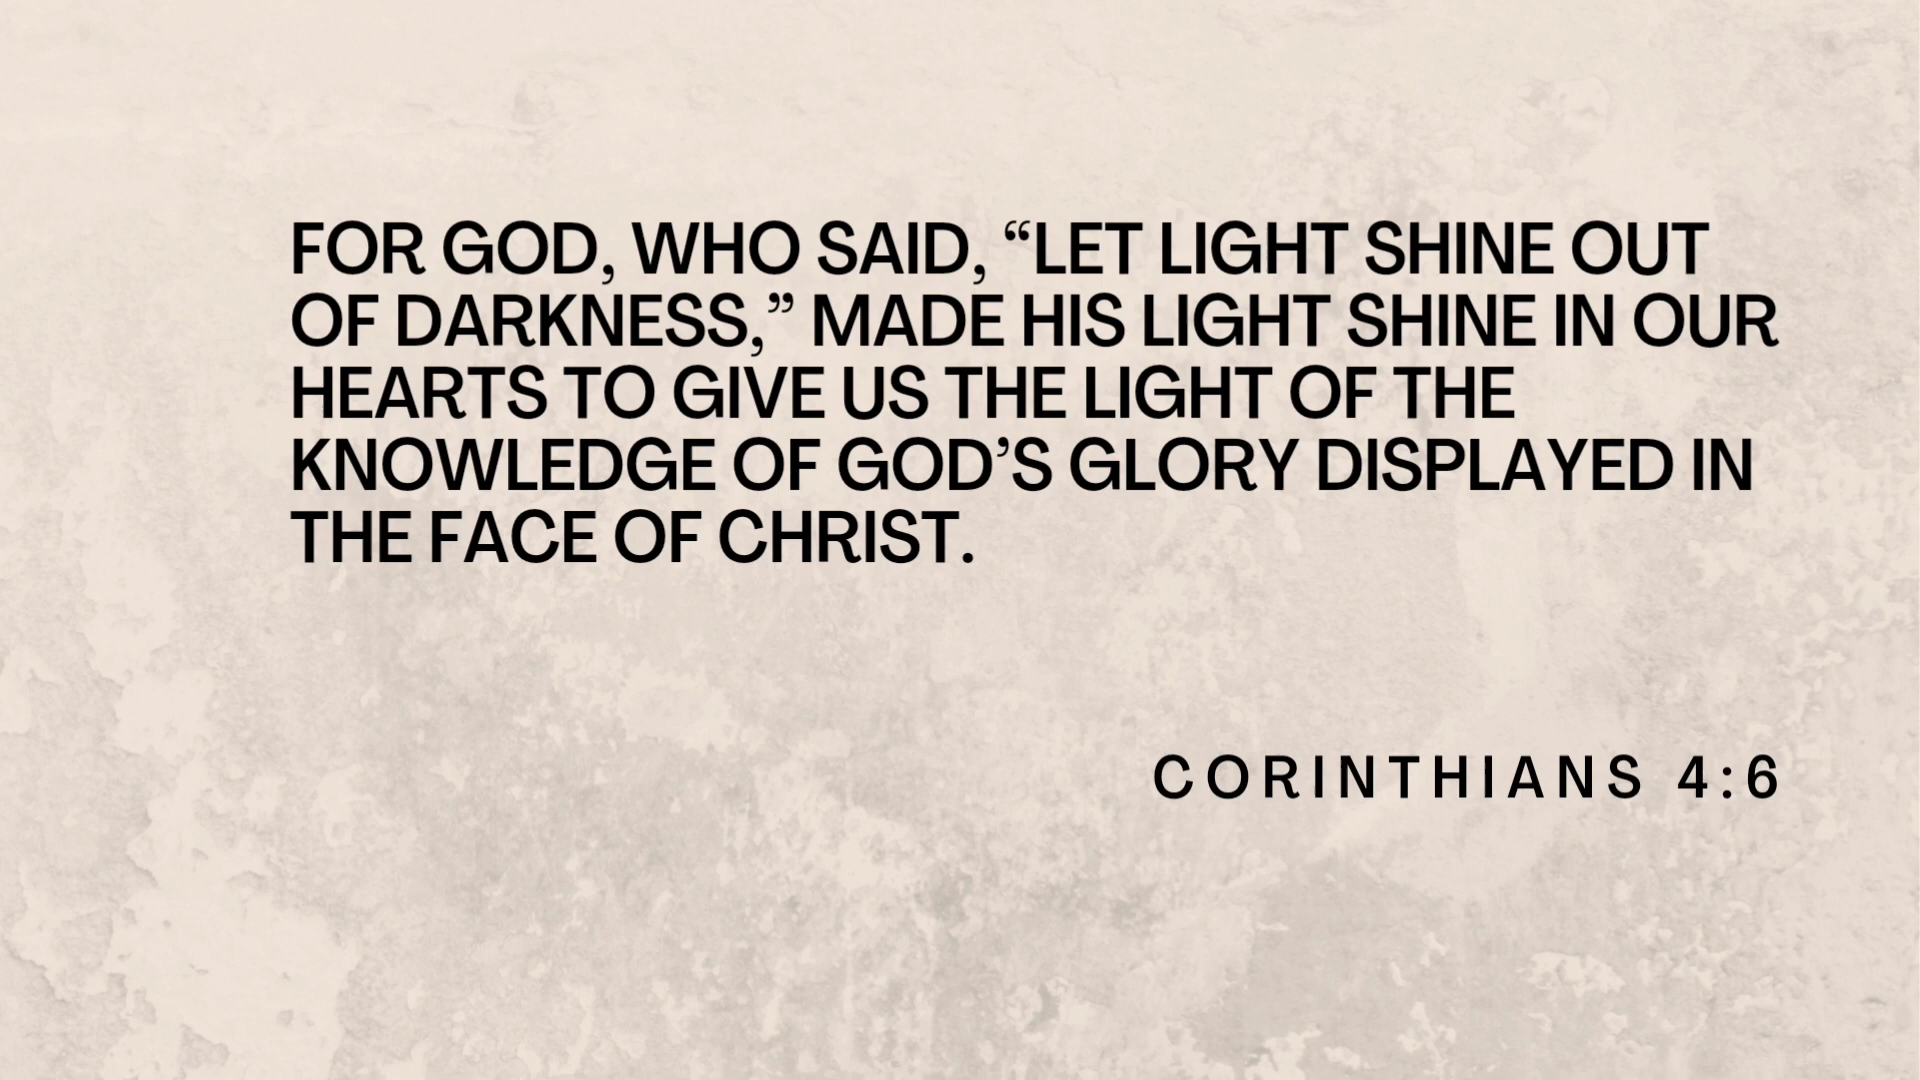 FOR GOD, WHO SAID, “LET LIGHT SHINE OUT
OF DARKNESS,” MADE HIS LIGHT SHINE IN OUR
HEARTS TO GIVE US THE LIGHT OF THE
KNOWLEDGE OF GOD’S GLORY DISPLAYED IN
THE FACE OF CHRIST.
CORINTHIANS 4:6